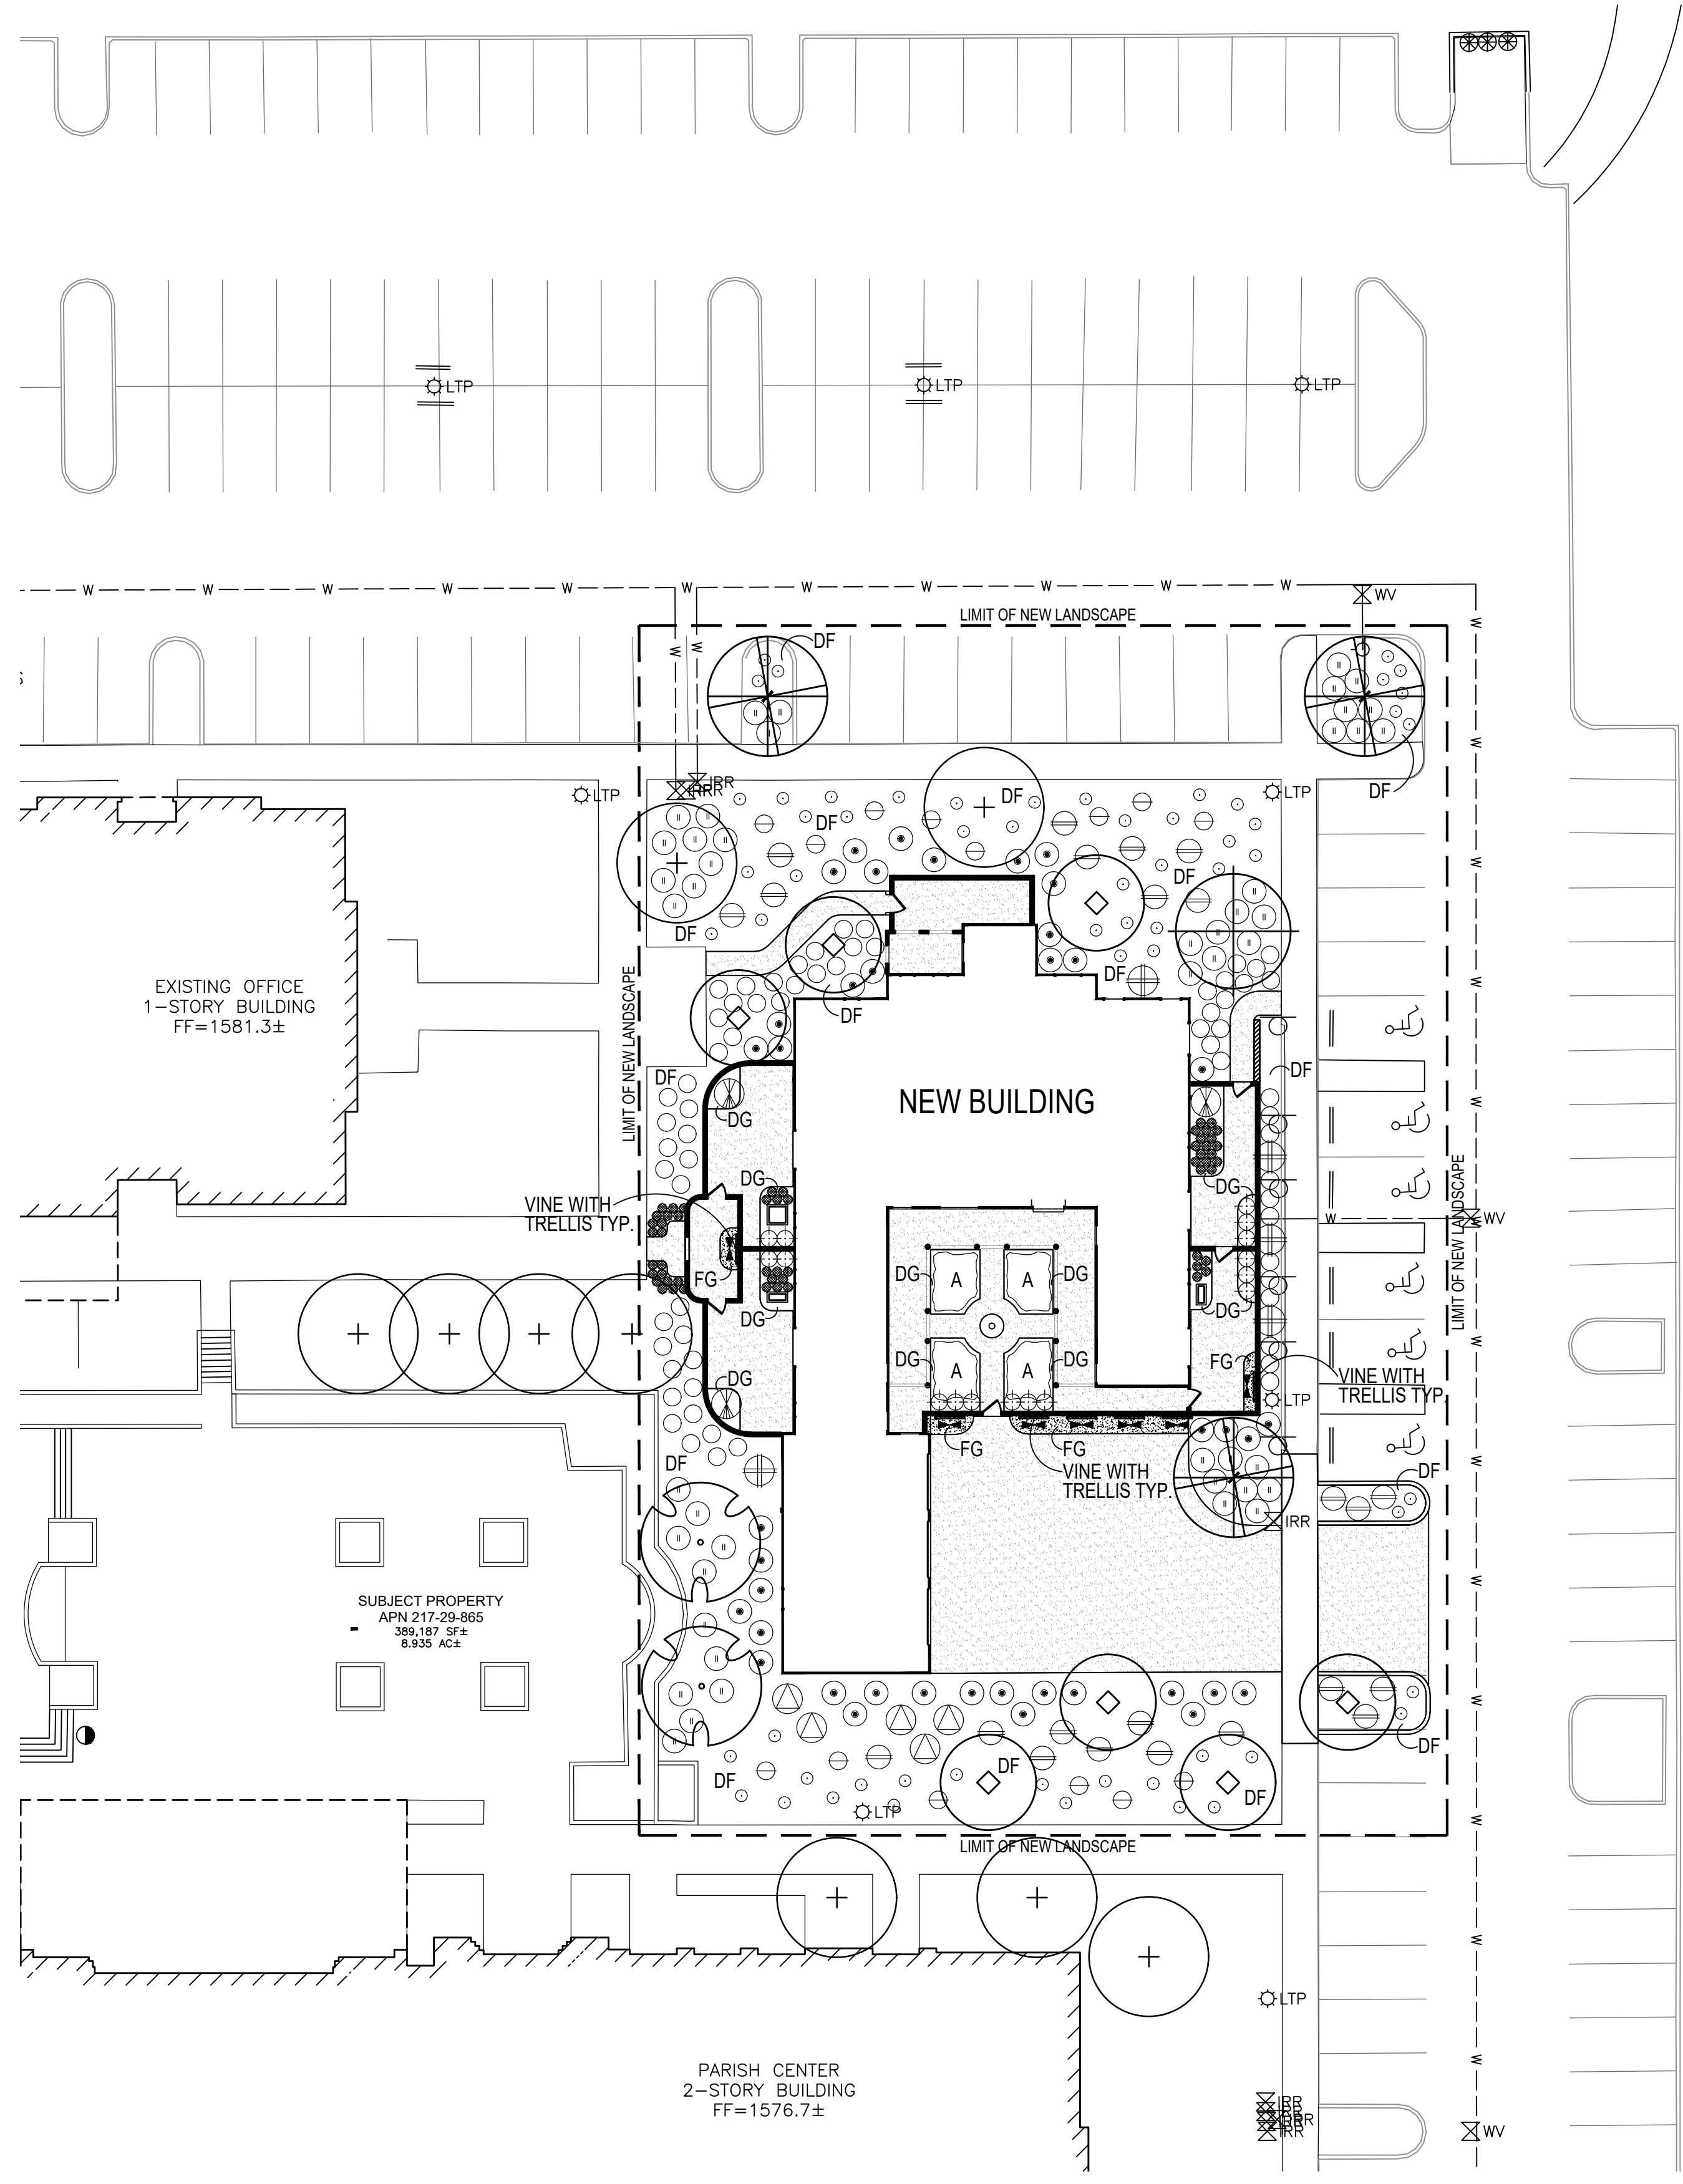 LTP
LTP
LTP
W W W W W W W W W W W
WV
LIMIT OF NEW LANDSCAPE
W
W
W
DF
W
IRR
IRR
LTP
LTP
DF
DF
DF
W
DF
DF
EXISTING OFFICE
1-STORY BUILDING
FF=1581.3±
DF
W
DF
LIMIT OF NEW LANDSCAPE
DF
DF
NEW BUILDING
DG
W
DG
DG
VINE WITH
TRELLIS TYP.
LIMIT OF NEW LANDSCAPE
W
WV
FG
DG
A
A
DG
DG
DG
W
FG
DG
A
A
DG
DG
VINE WITH
TRELLIS TYP.
LTP
FG
FG
W
DF
VINE WITH
TRELLIS TYP.
DF
IRR
W
SUBJECT PROPERTY
APN 217-29-865
389,187 SF±
8.935 AC±
W
DF
DF
DF
DF
LTP
W
LIMIT OF NEW LANDSCAPE
W
LTP
W
PARISH CENTER
2-STORY BUILDING
FF=1576.7±
IRR
IRR
IRR
WV